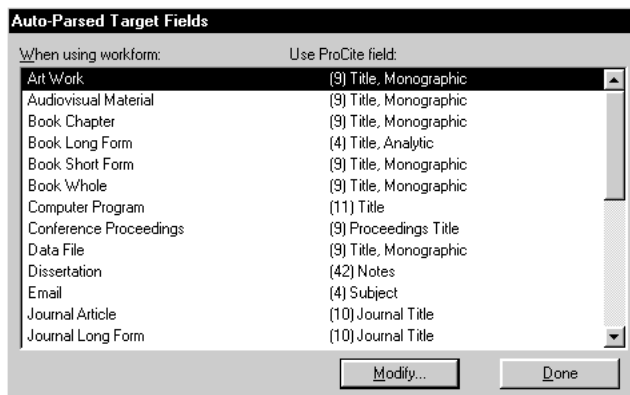 Auto-Parsed Target Fields
When using workform: Use ProCite field:
Art Work (9) Title, Monographic
Audiovisual Material (9) Title, Monographic
Book Chapter (9) Title, Monographic
Book Long Form (4) Title, Analytic
Book Short Form (9) Title, Monographic
Book Whole (9) Title, Monographic
Computer Program (11) Title
Conference Proceedings (9) Proceedings Title
Data File (9) Title, Monographic
Dissertation (42) Notes
Email (4) Subject
Journal Article (10) Journal Title
Journal Long Form (10) Journal Title
Modify... Done